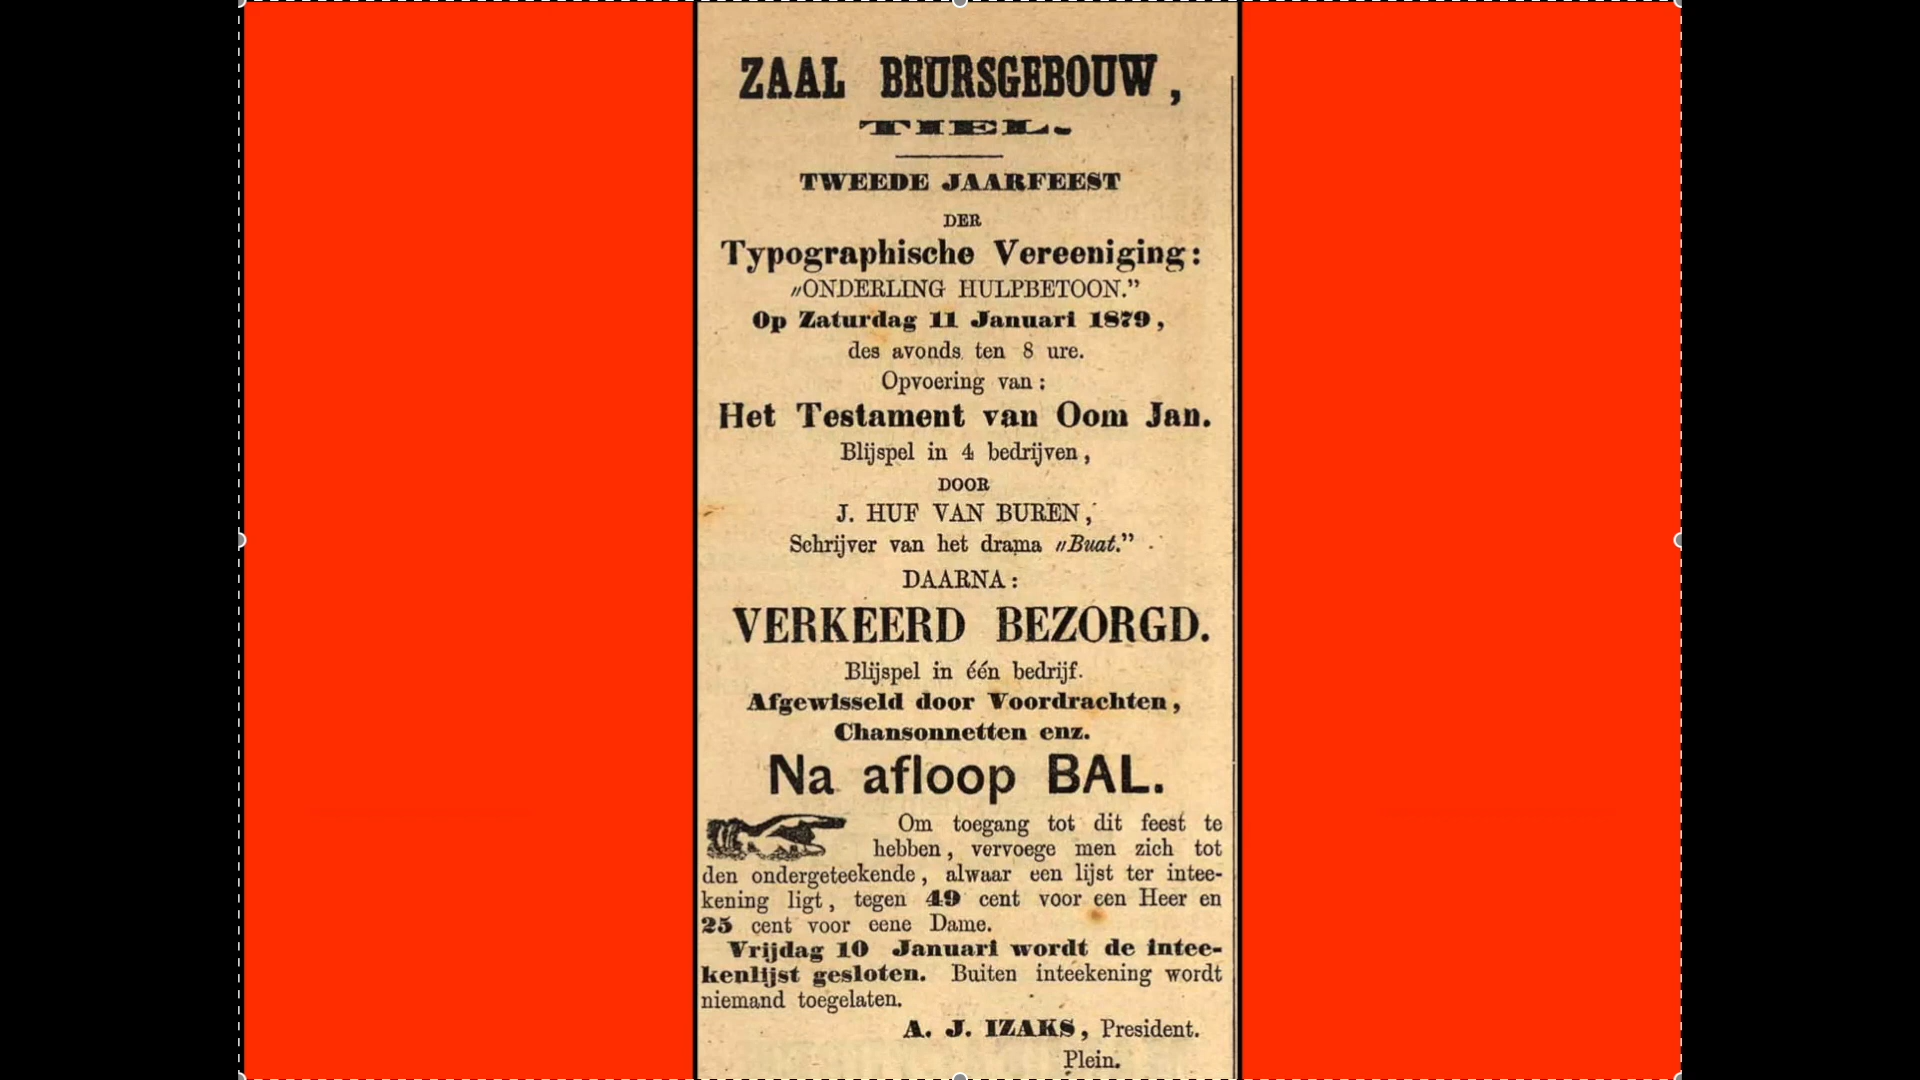 ZAAL BEURSGEBOUW,
TIEL.
TWEEDE JAARFEEST
DER
Typographische Vereeniging:
„ONDERLING HULPBETOON.”
Op Zaturdag 11 Januari 1879,
des avonds ten 8 ure.
Opvoering van:
Het Testament van Oom Jan.
Blijspel in 4 bedrijven,
DOOR
J. HUF VAN BUREN,
Schrijver van het drama „Buat.”
DAARNA:
VERKEERD BEZORGD.
Blijspel in één bedrijf.
Afgewisseld door Voordrachten,
Chansonnetten enz.
Na afloop BAL.
Om toegang tot dit feest te
hebben, vervoege men zich tot
den ondergeteekende, alwaar een lijst ter intee-
kening ligt, tegen 49 cent voor een Heer en
25 cent voor eene Dame.
Vrijdag 10 Januari wordt de intee-
kenlijst gesloten. Buiten inteekening wordt
niemand toegelaten.
A. J. IZAKS, President.
Plein.